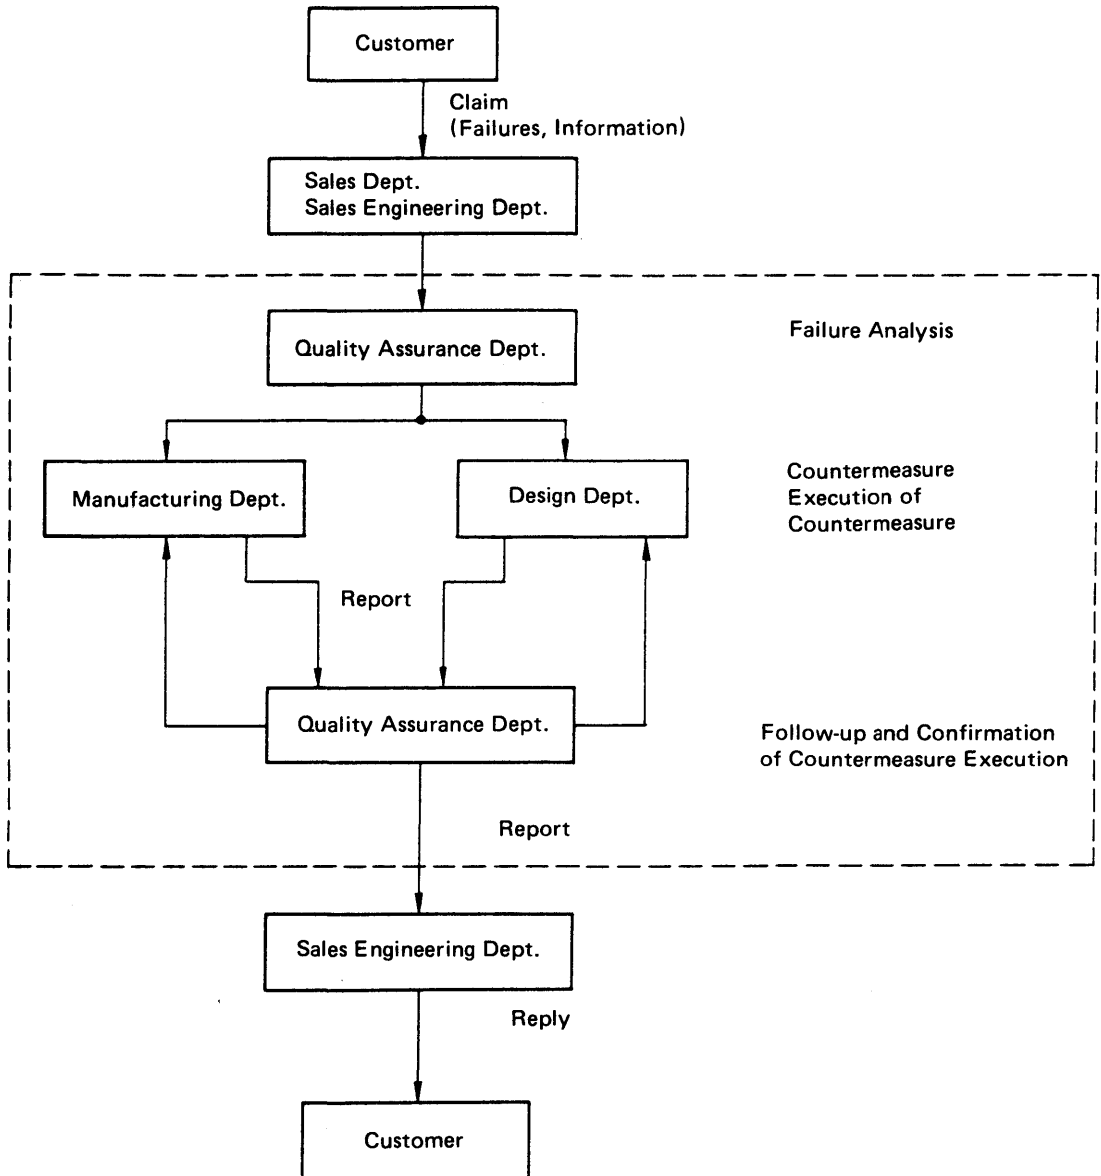 Customer
Claim
(Failures, Information)
Sales Dept.
Sales Engineering Dept.
Quality Assurance Dept.
Failure Analysis
Manufacturing Dept.
Design Dept.
Countermeasure
Execution of
Countermeasure
Report
Quality Assurance Dept.
Follow-up and Confirmation
of Countermeasure Execution
Report
Sales Engineering Dept.
Reply
Customer